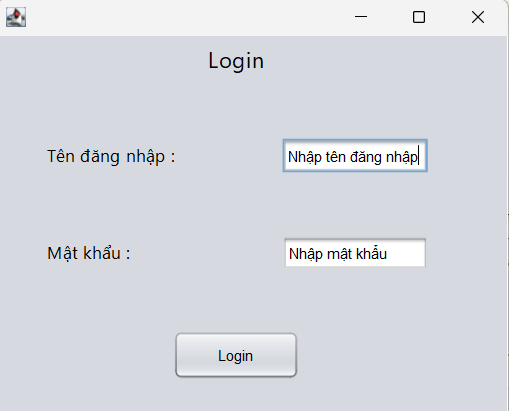 Login
Tên đăng nhập :
Nhập tên đăng nhập
Mật khẩu :
Nhập mật khẩu
Login